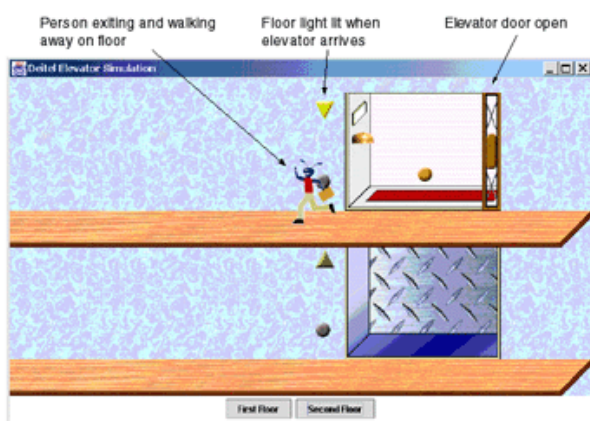 Person exiting and walking
away on floor
Floor light lit when
elevator arrives
Elevator door open
Deitel Elevator Simulation
First Floor
Second Floor